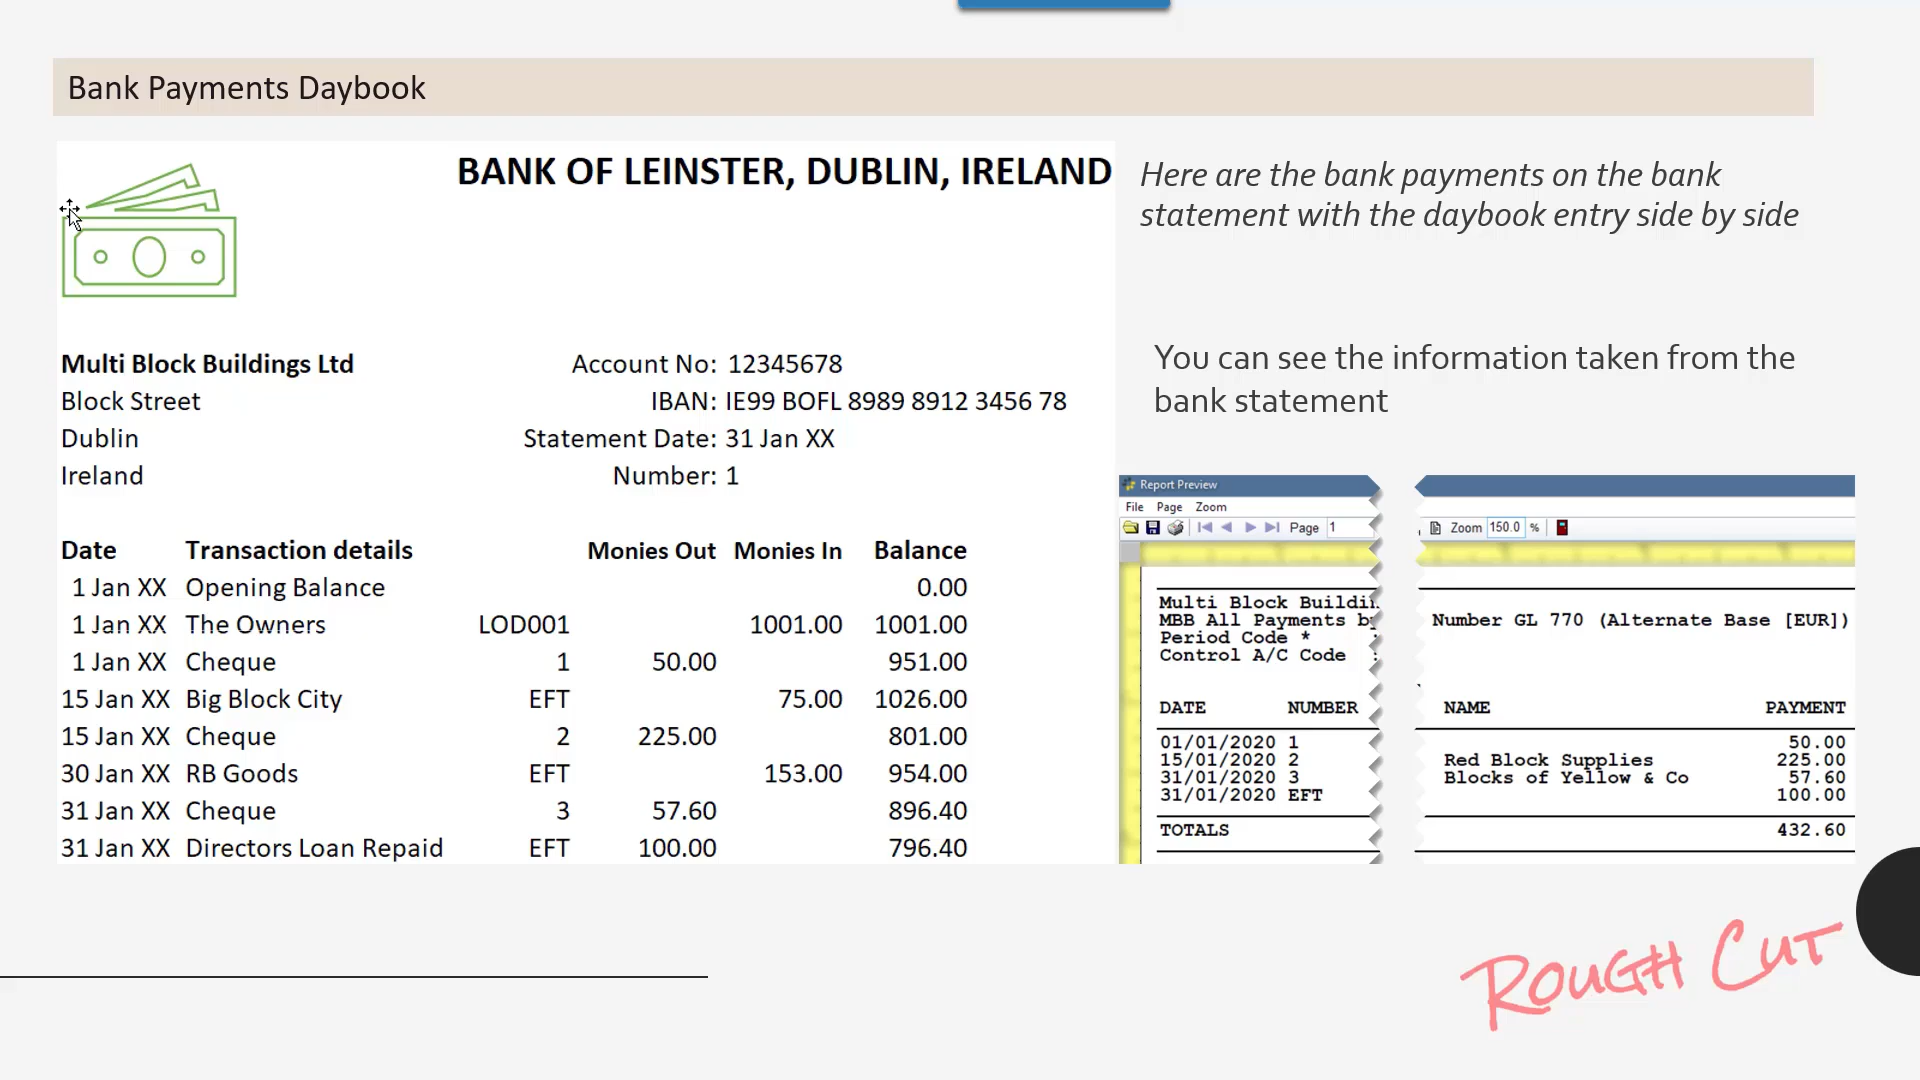 Bank Payments Daybook
BANK OF LEINSTER, DUBLIN, IRELAND
Here are the bank payments on the bank
statement with the daybook entry side by side
Multi Block Buildings Ltd Account No: 12345678
Block Street IBAN: IE99 BOFL 8989 8912 3456 78
Dublin Statement Date: 31 Jan XX
Ireland Number: 1
You can see the information taken from the
bank statement
Date Transaction details Monies Out Monies In Balance
1 Jan XX Opening Balance 0.00
1 Jan XX The Owners LOD001 1001.00 1001.00
1 Jan XX Cheque 1 50.00 951.00
15 Jan XX Big Block City EFT 75.00 1026.00
15 Jan XX Cheque 2 225.00 801.00
30 Jan XX RB Goods EFT 153.00 954.00
31 Jan XX Cheque 3 57.60 896.40
31 Jan XX Directors Loan Repaid EFT 100.00 796.40
Report Preview
File Page Zoom
Page 1 Zoom 150.0 %
Multi Block Buildin
MBB All Payments by Number GL 770 (Alternate Base [EUR])
Period Code * :
Control A/C Code :
DATE NUMBER NAME PAYMENT
01/01/2020 1 50.00
15/01/2020 2 Red Block Supplies 225.00
31/01/2020 3 Blocks of Yellow & Co 57.60
31/01/2020 EFT 100.00
TOTALS 432.60
ROUGH CUT